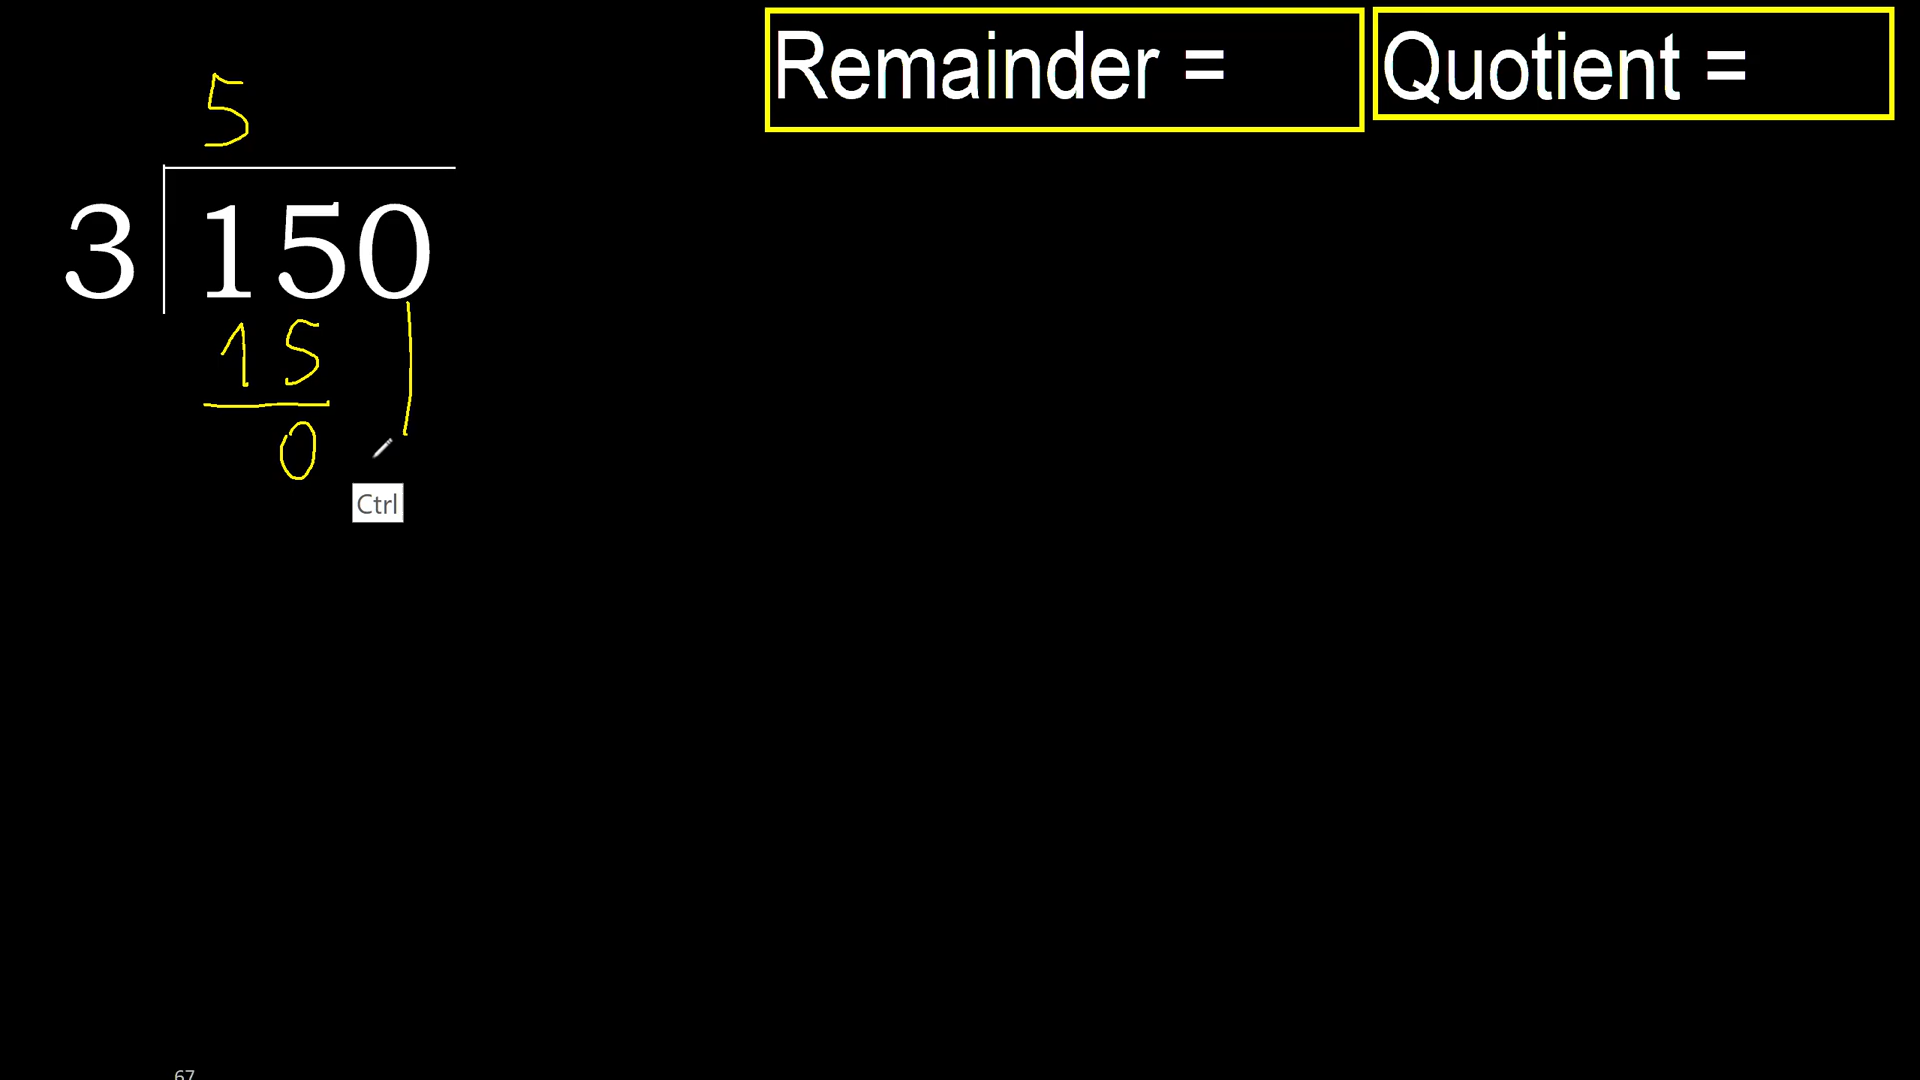 Remainder =
Quotient =
5
3 150
15
0
Ctrl
67